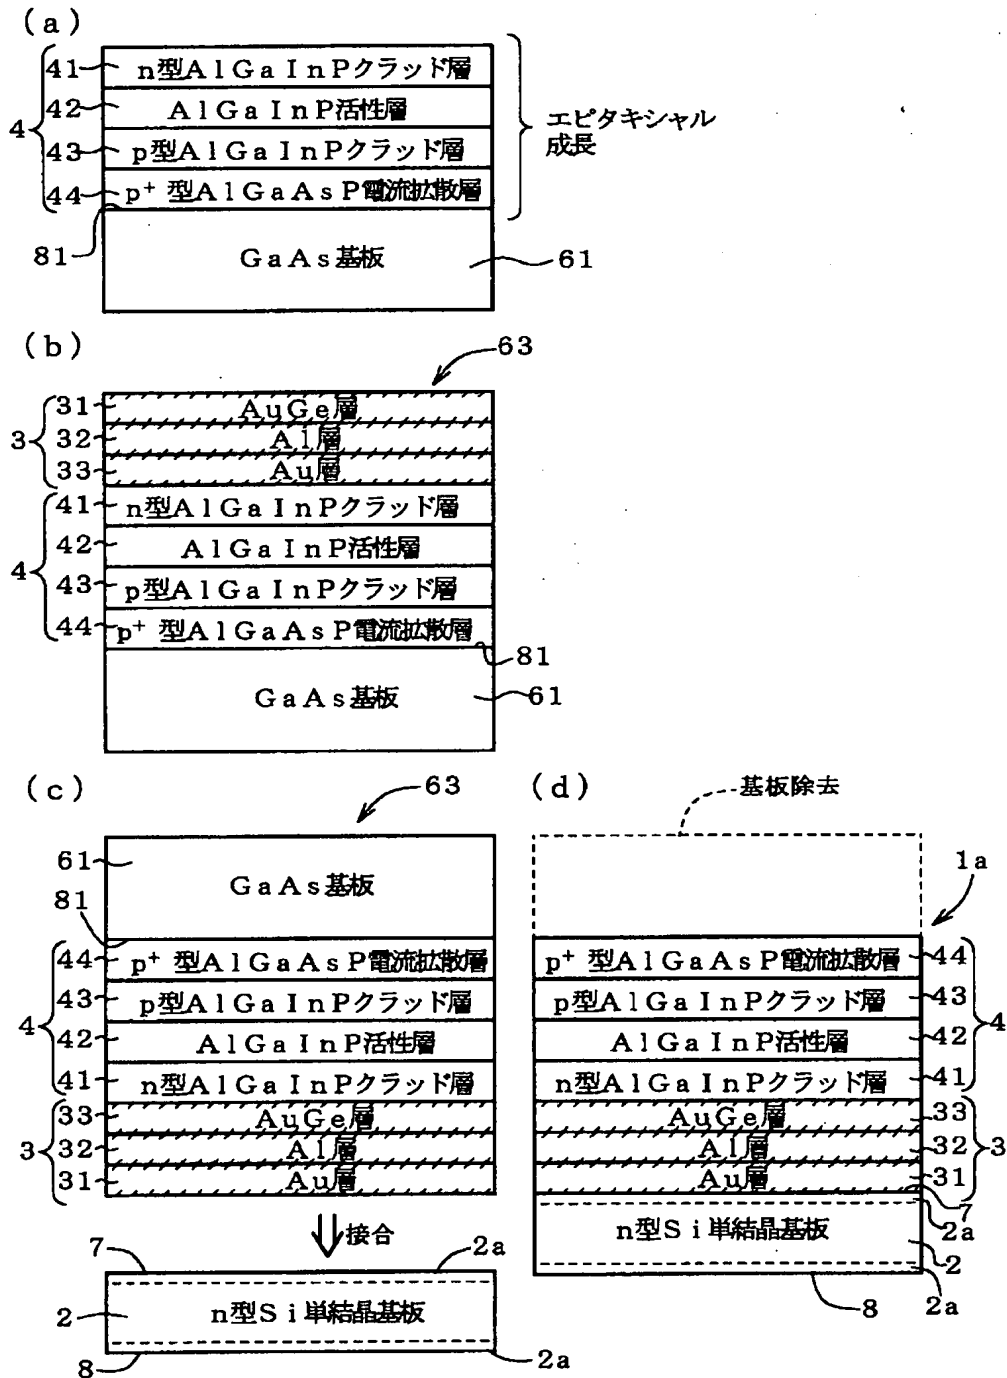 (a)
41 n型AlGaInPクラッド層
42 AlGaInP活性層
4
43 p型AlGaInPクラッド層
44 p⁺型AlGaAsP電流拡散層
エピタキシャル
成長
81
GaAs基板 61
(b)
63
31 AuGe層
3 32 Al層
33 Au層
41 n型AlGaInPクラッド層
42 AlGaInP活性層
4
43 p型AlGaInPクラッド層
44 p⁺型AlGaAsP電流拡散層
81
GaAs基板 61
(c)
63
61
GaAs基板
81
44 p⁺型AlGaAsP電流拡散層
43 p型AlGaInPクラッド層
4
42 AlGaInP活性層
41 n型AlGaInPクラッド層
33 AuGe層
3 32 Al層
31 Au層
接合
7 2a
2 n型Si単結晶基板
8 2a
(d)
基板除去
1a
p⁺型AlGaAsP電流拡散層 44
p型AlGaInPクラッド層 43
4
AlGaInP活性層 42
n型AlGaInPクラッド層 41
AuGe層 33
Al層 32 3
Au層 31
7
2a
n型Si単結晶基板
2
8 2a